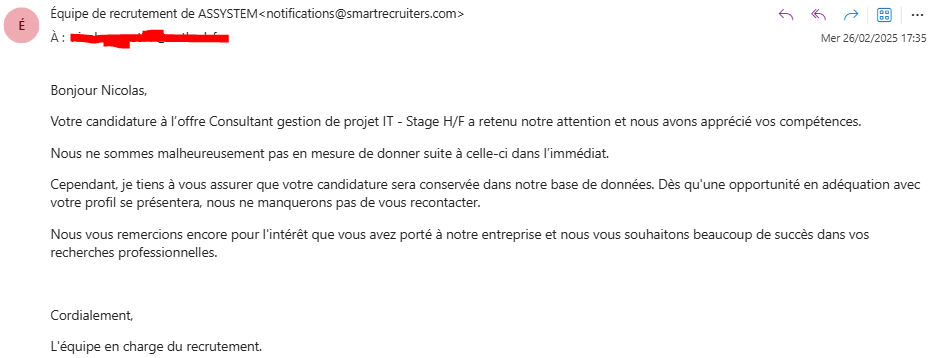 Équipe de recrutement de ASSYSTEM<notifications@smartrecruiters.com>
É
À :
Mer 26/02/2025 17:35
Bonjour Nicolas,
Votre candidature à l’offre Consultant gestion de projet IT - Stage H/F a retenu notre attention et nous avons apprécié vos compétences.
Nous ne sommes malheureusement pas en mesure de donner suite à celle-ci dans l’immédiat.
Cependant, je tiens à vous assurer que votre candidature sera conservée dans notre base de données. Dès qu'une opportunité en adéquation avec
votre profil se présentera, nous ne manquerons pas de vous recontacter.
Nous vous remercions encore pour l'intérêt que vous avez porté à notre entreprise et nous vous souhaitons beaucoup de succès dans vos
recherches professionnelles.
Cordialement,
L'équipe en charge du recrutement.